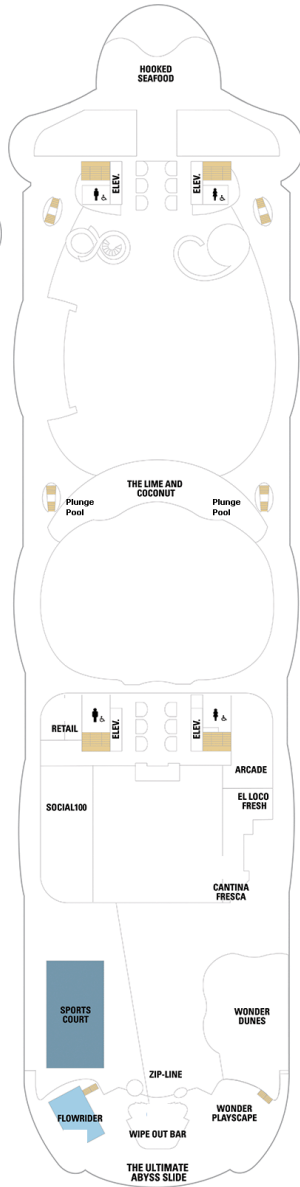 HOOKED
SEAFOOD
ELEV.
ELEV.
THE LIME AND
COCONUT
Plunge
Pool
Plunge
Pool
RETAIL
ELEV.
ELEV.
ARCADE
SOCIAL100
EL LOCO
FRESH
CANTINA
FRESCA
SPORTS
COURT
WONDER
DUNES
ZIP-LINE
FLOWRIDER
WONDER
PLAYSCAPE
WIPE OUT BAR
THE ULTIMATE
ABYSS SLIDE